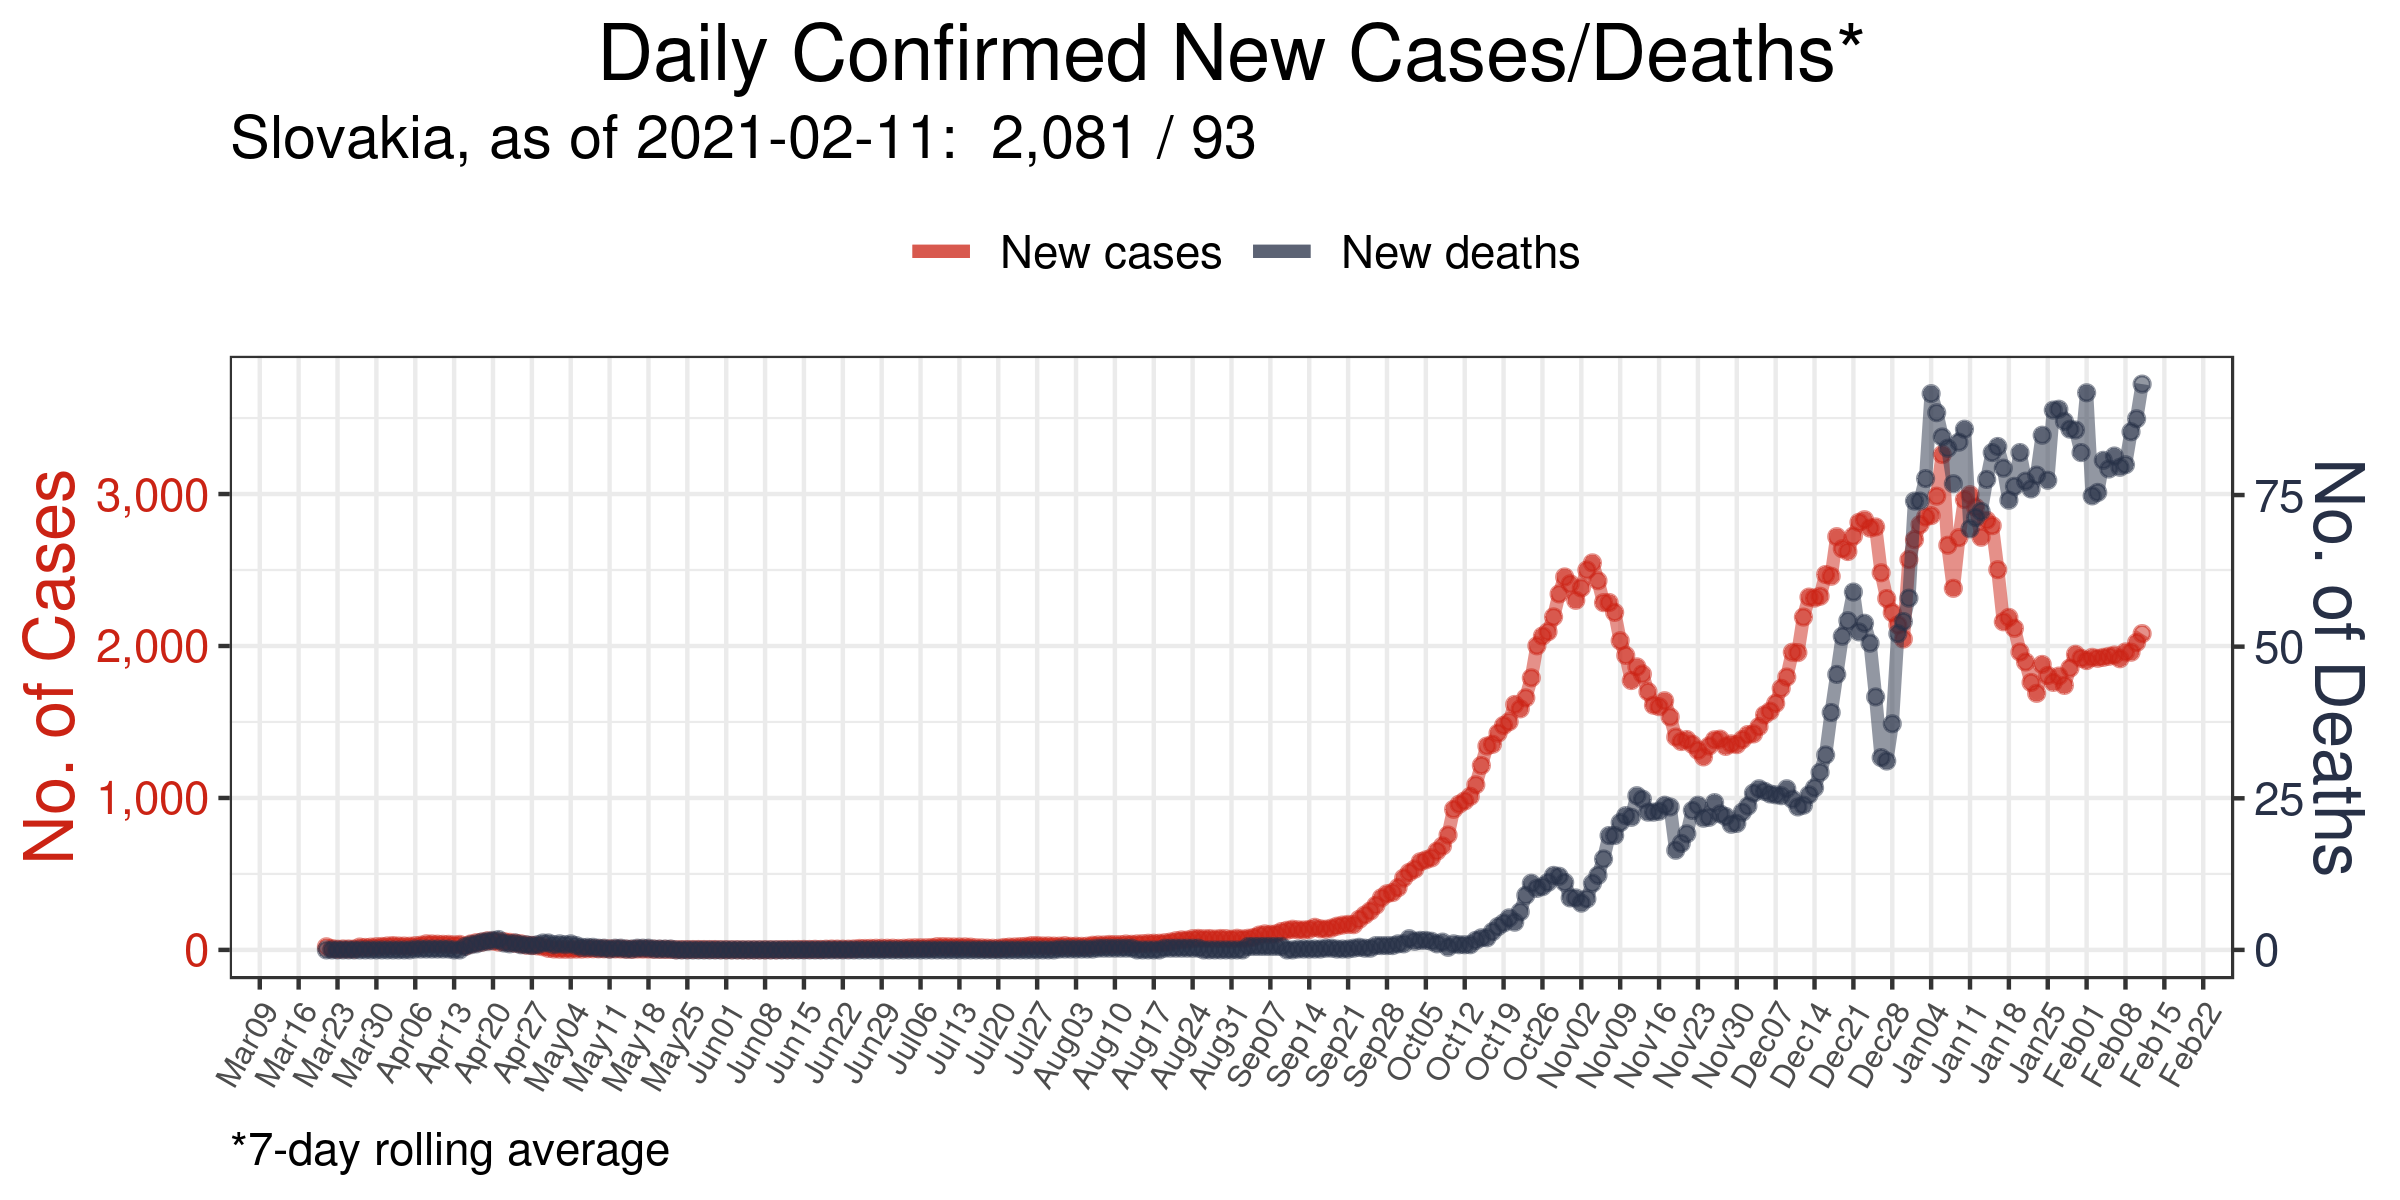 Daily Confirmed New Cases/Deaths*
Slovakia, as of 2021-02-11:  2,081 / 93
New cases
New deaths
No. of Cases
3,000
2,000
1,000
0
75
50
25
0
No. of Deaths
Mar09
Mar16
Mar23
Mar30
Apr06
Apr13
Apr20
Apr27
May04
May11
May18
May25
Jun01
Jun08
Jun15
Jun22
Jun29
Jul06
Jul13
Jul20
Jul27
Aug03
Aug10
Aug17
Aug24
Aug31
Sep07
Sep14
Sep21
Sep28
Oct05
Oct12
Oct19
Oct26
Nov02
Nov09
Nov16
Nov23
Nov30
Dec07
Dec14
Dec21
Dec28
Jan04
Jan11
Jan18
Jan25
Feb01
Feb08
Feb15
Feb22
*7-day rolling average